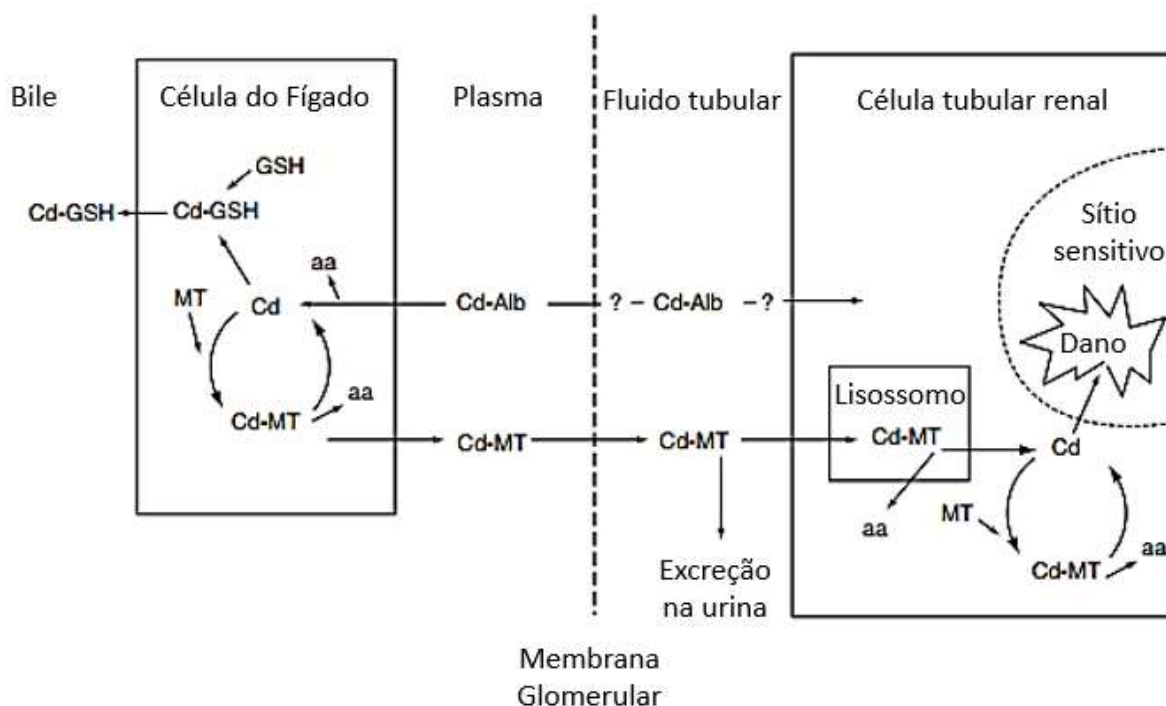 Bile
Célula do Fígado
Plasma
Fluido tubular
Célula tubular renal
GSH
Cd-GSH
Cd-GSH
aa
MT
Cd
Cd-Alb
? – Cd-Alb – ?
Cd-MT
aa
Cd-MT
Cd-MT
Excreção
na urina
Lisossomo
Cd-MT
aa
Sítio
sensitivo
Dano
Cd
MT
Cd-MT
aa
Membrana
Glomerular